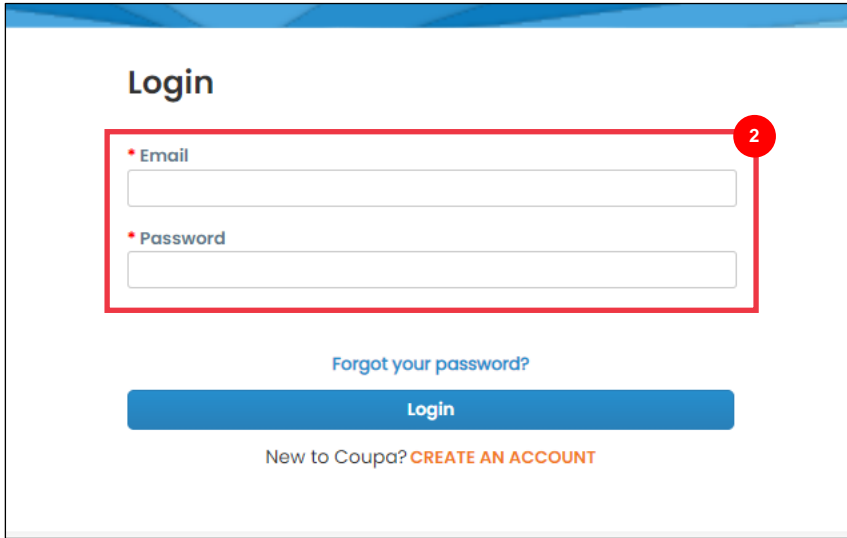 Login
2
* Email
* Password
Forgot your password?
Login
New to Coupa? CREATE AN ACCOUNT